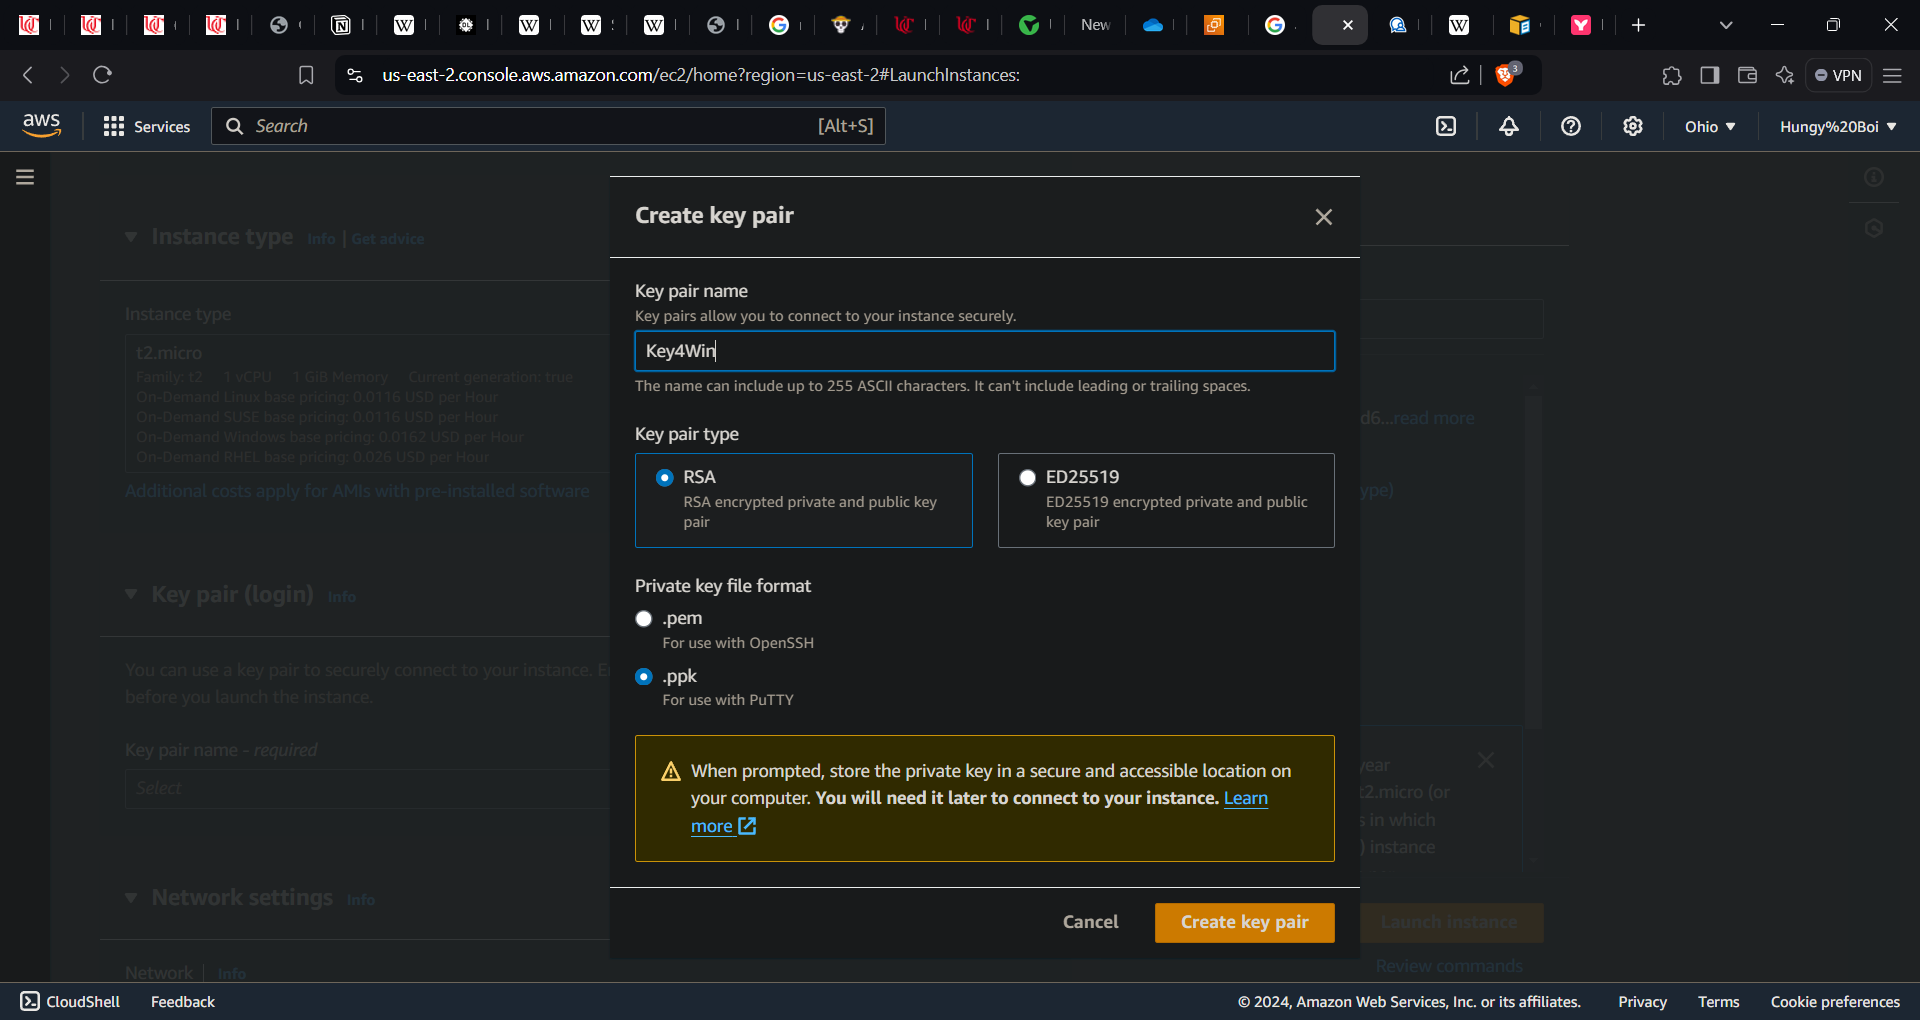 New
us-east-2.console.aws.amazon.com/ec2/home?region=us-east-2#LaunchInstances:
3
VPN
aws
Services
Search
[Alt+S]
Ohio
Hungy%20Boi
Create key pair
Instance type
Info
Get advice
Key pair name
Key pairs allow you to connect to your instance securely.
Instance type
Key4Win
t2.micro
Family: t2 1 vCPU 1 GiB Memory Current generation: true
The name can include up to 255 ASCII characters. It can't include leading or trailing spaces.
On-Demand Linux base pricing: 0.0116 USD per Hour
On-Demand SUSE base pricing: 0.0116 USD per Hour
d6...read more
On-Demand Windows base pricing: 0.0162 USD per Hour
Key pair type
On-Demand RHEL base pricing: 0.026 USD per Hour
RSA
RSA encrypted private and public key
pair
ED25519
ED25519 encrypted private and public
key pair
Additional costs apply for AMIs with pre-installed software
ype)
Private key file format
Key pair (login)
Info
.pem
For use with OpenSSH
You can use a key pair to securely connect to your instance. E
before you launch the instance.
.ppk
For use with PuTTY
Key pair name - required
Select
When prompted, store the private key in a secure and accessible location on
your computer. You will need it later to connect to your instance. Learn
more
year
t2.micro (or
s in which
) instance
Network settings
Info
Cancel
Create key pair
Launch instance
Review commands
Network
Info
CloudShell
Feedback
© 2024, Amazon Web Services, Inc. or its affiliates.
Privacy
Terms
Cookie preferences